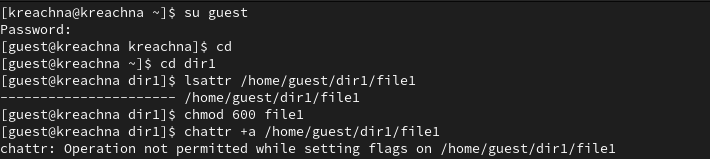 [kreachna@kreachna ~]$ su guest
Password:
[guest@kreachna kreachna]$ cd
[guest@kreachna ~]$ cd dir1
[guest@kreachna dir1]$ lsattr /home/guest/dir1/file1
---------------------- /home/guest/dir1/file1
[guest@kreachna dir1]$ chmod 600 file1
[guest@kreachna dir1]$ chattr +a /home/guest/dir1/file1
chattr: Operation not permitted while setting flags on /home/guest/dir1/file1